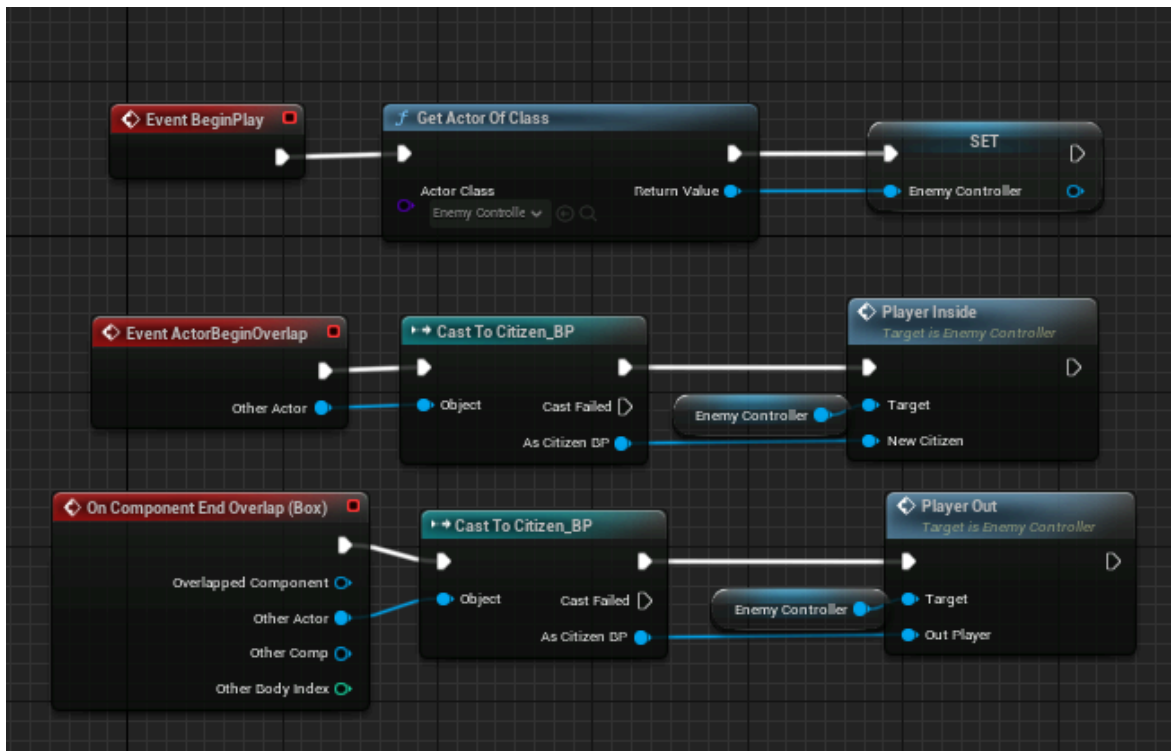 Event BeginPlay
Get Actor Of Class
Actor Class
Return Value
Enemy Controlle
SET
Enemy Controller
Event ActorBeginOverlap
Other Actor
Cast To Citizen_BP
Object
Cast Failed
As Citizen BP
Enemy Controller
Player Inside
Target is Enemy Controller
Target
New Citizen
On Component End Overlap (Box)
Overlapped Component
Other Actor
Other Comp
Other Body Index
Cast To Citizen_BP
Object
Cast Failed
As Citizen BP
Enemy Controller
Player Out
Target is Enemy Controller
Target
Out Player